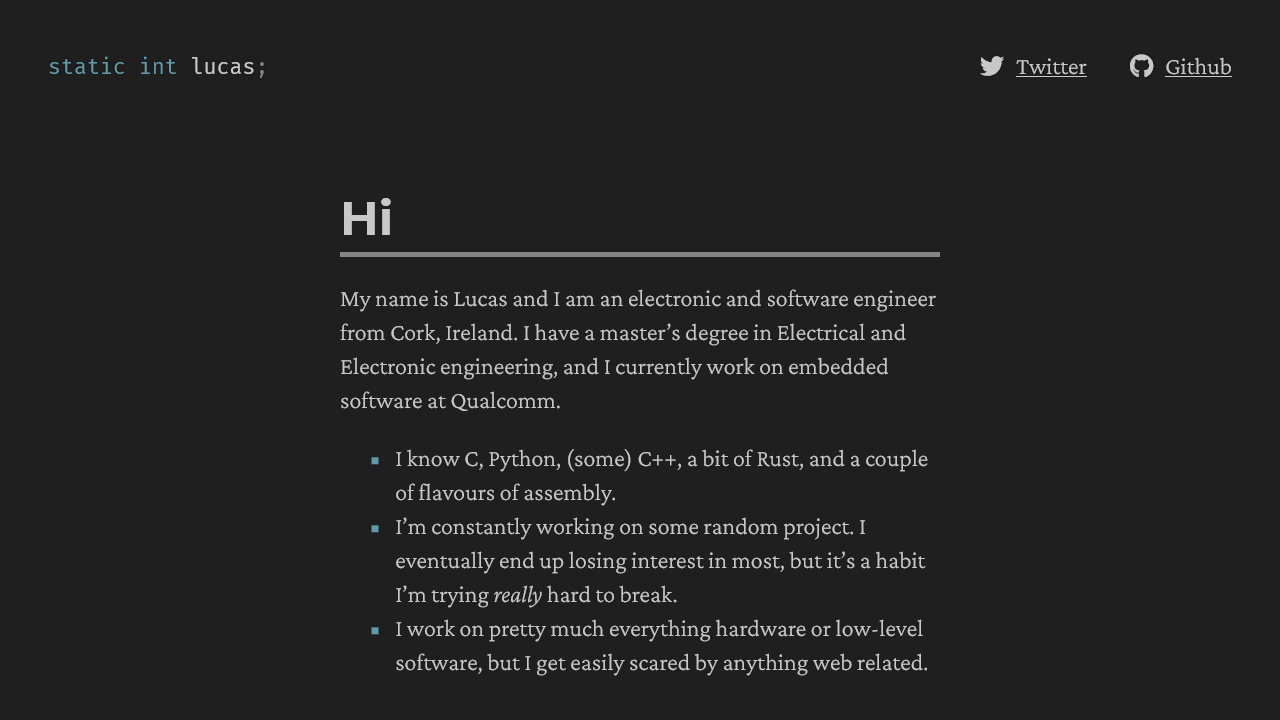 static int lucas;
Twitter
Github
Hi
My name is Lucas and I am an electronic and software engineer
from Cork, Ireland. I have a master’s degree in Electrical and
Electronic engineering, and I currently work on embedded
software at Qualcomm.
I know C, Python, (some) C++, a bit of Rust, and a couple
of flavours of assembly.
I’m constantly working on some random project. I
eventually end up losing interest in most, but it’s a habit
I’m trying really hard to break.
I work on pretty much everything hardware or low-level
software, but I get easily scared by anything web related.